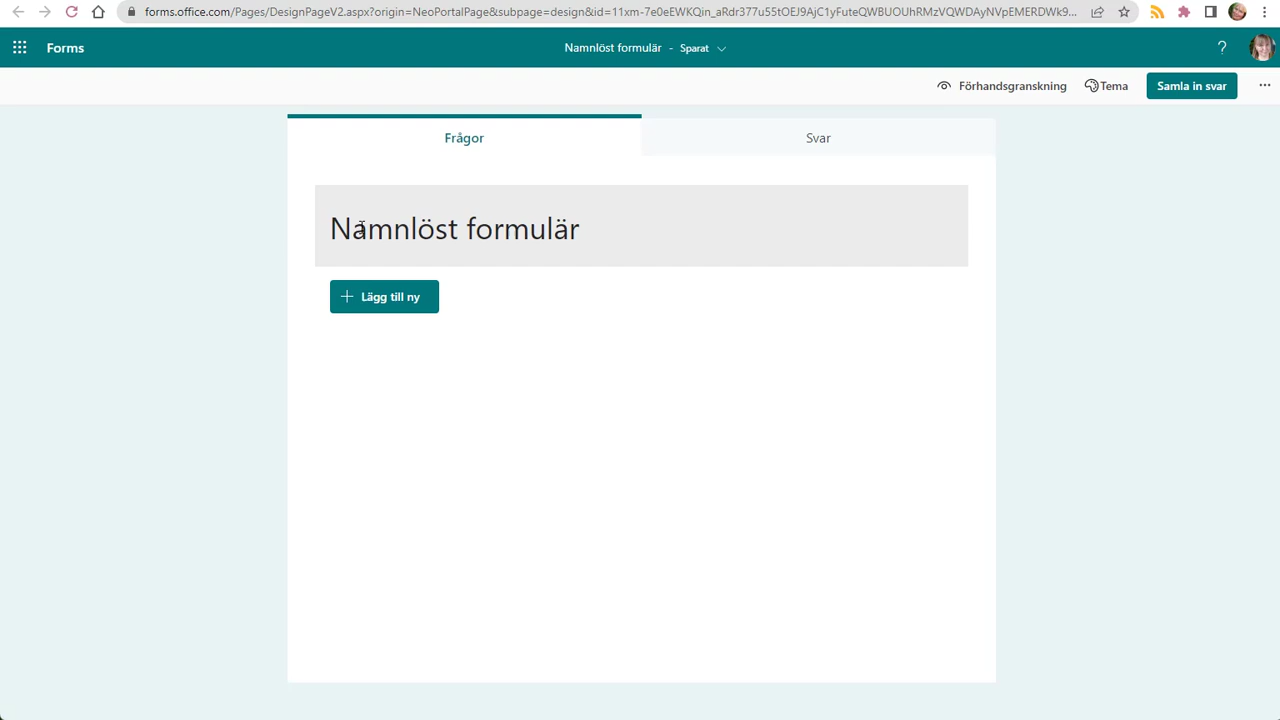 forms.office.com/Pages/DesignPageV2.aspx?origin=NeoPortalPage&subpage=design&id=11xm-7e0eEWKQin_aRn377u55tOEJ9AjC1yFuteQWBUOUhRMzVQWDAyNVpEMERDWk9...
Forms
Namnlöst formulär - Sparat
?
Förhandsgranskning
Tema
Samla in svar
...
Frågor
Svar
Namnlöst formulär
Lägg till ny